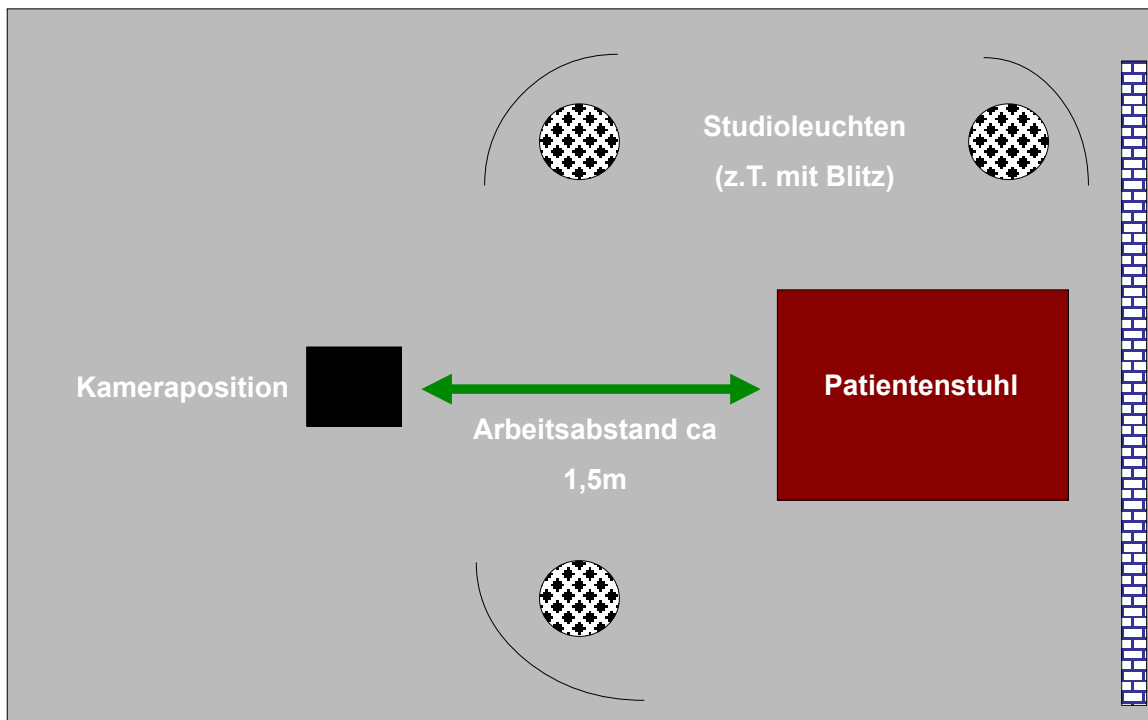 Studioleuchten
(z.T. mit Blitz)
Kameraposition
Patientenstuhl
Arbeitsabstand ca
1,5m